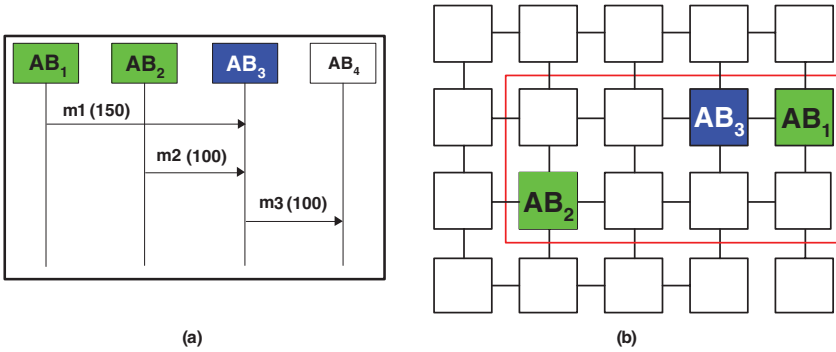 AB₁ AB₂ AB₃ AB₄
m1 (150)
m2 (100)
m3 (100)
(a)
AB₃ AB₁
AB₂
(b)